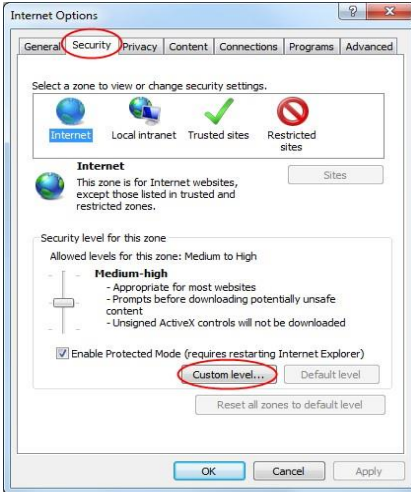 Internet Options
General Security Privacy Content Connections Programs Advanced
Select a zone to view or change security settings.
Internet Local intranet Trusted sites Restricted
sites
Internet
Sites
This zone is for Internet websites,
except those listed in trusted and
restricted zones.
Security level for this zone
Allowed levels for this zone: Medium to High
Medium-high
- Appropriate for most websites
- Prompts before downloading potentially unsafe
content
- Unsigned ActiveX controls will not be downloaded
Enable Protected Mode (requires restarting Internet Explorer)
Custom level... Default level
Reset all zones to default level
OK Cancel Apply